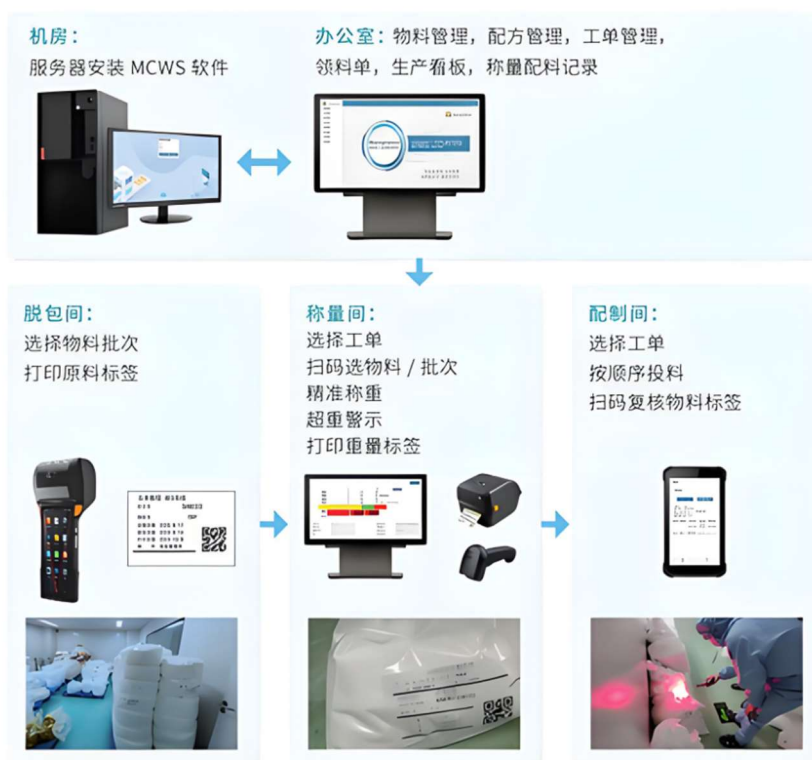 机房：
服务器安装 MCWS 软件
办公室：物料管理，配方管理，工单管理，
领料单，生产看板，称量配料记录
脱包间：
选择物料批次
打印原料标签
称量间：
选择工单
扫码选物料 / 批次
精准称重
超重警示
打印重量标签
配制间：
选择工单
按顺序投料
扫码复核物料标签